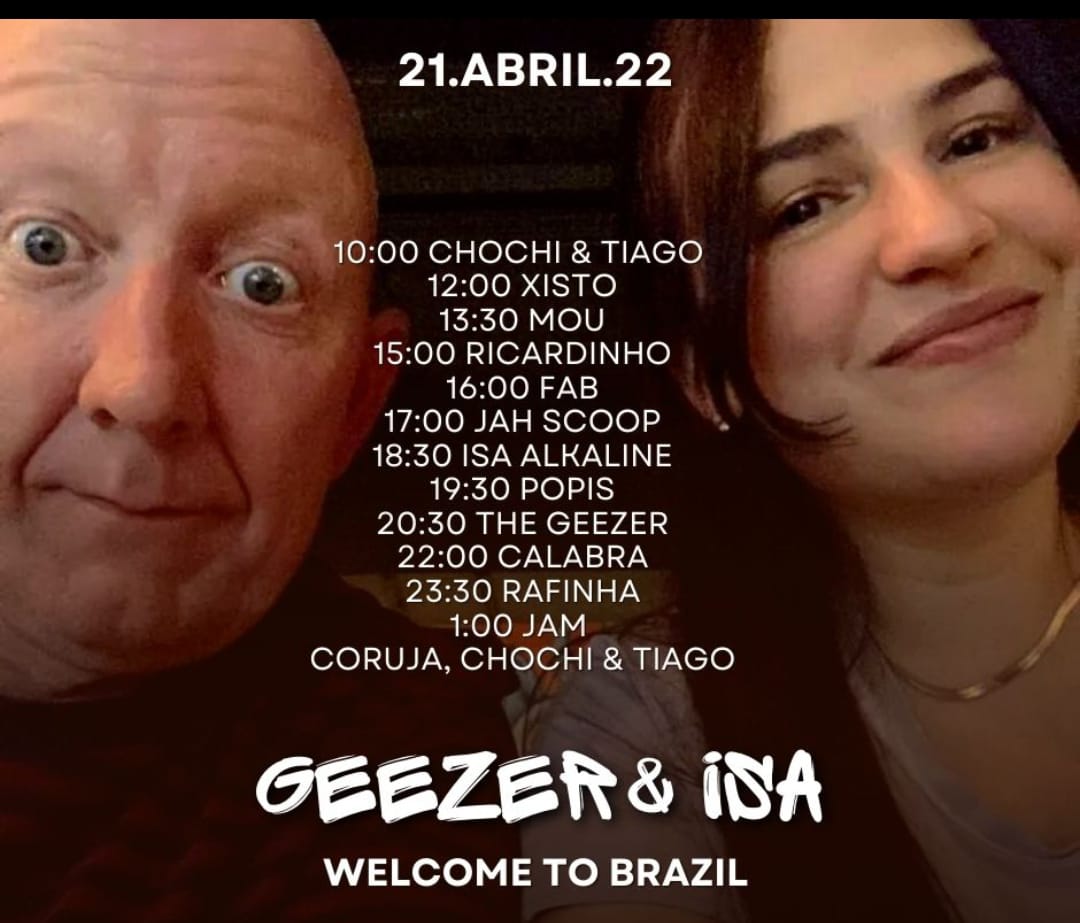 21.ABRIL.22
10:00 CHOCHI & TIAGO
12:00 XISTO
13:30 MOU
15:00 RICARDINHO
16:00 FAB
17:00 JAH SCOOP
18:30 ISA ALKALINE
19:30 POPIS
20:30 THE GEEZER
22:00 CALABRA
23:30 RAFINHA
1:00 JAM
CORUJA, CHOCHI & TIAGO
GEEZER & iSA
WELCOME TO BRAZIL